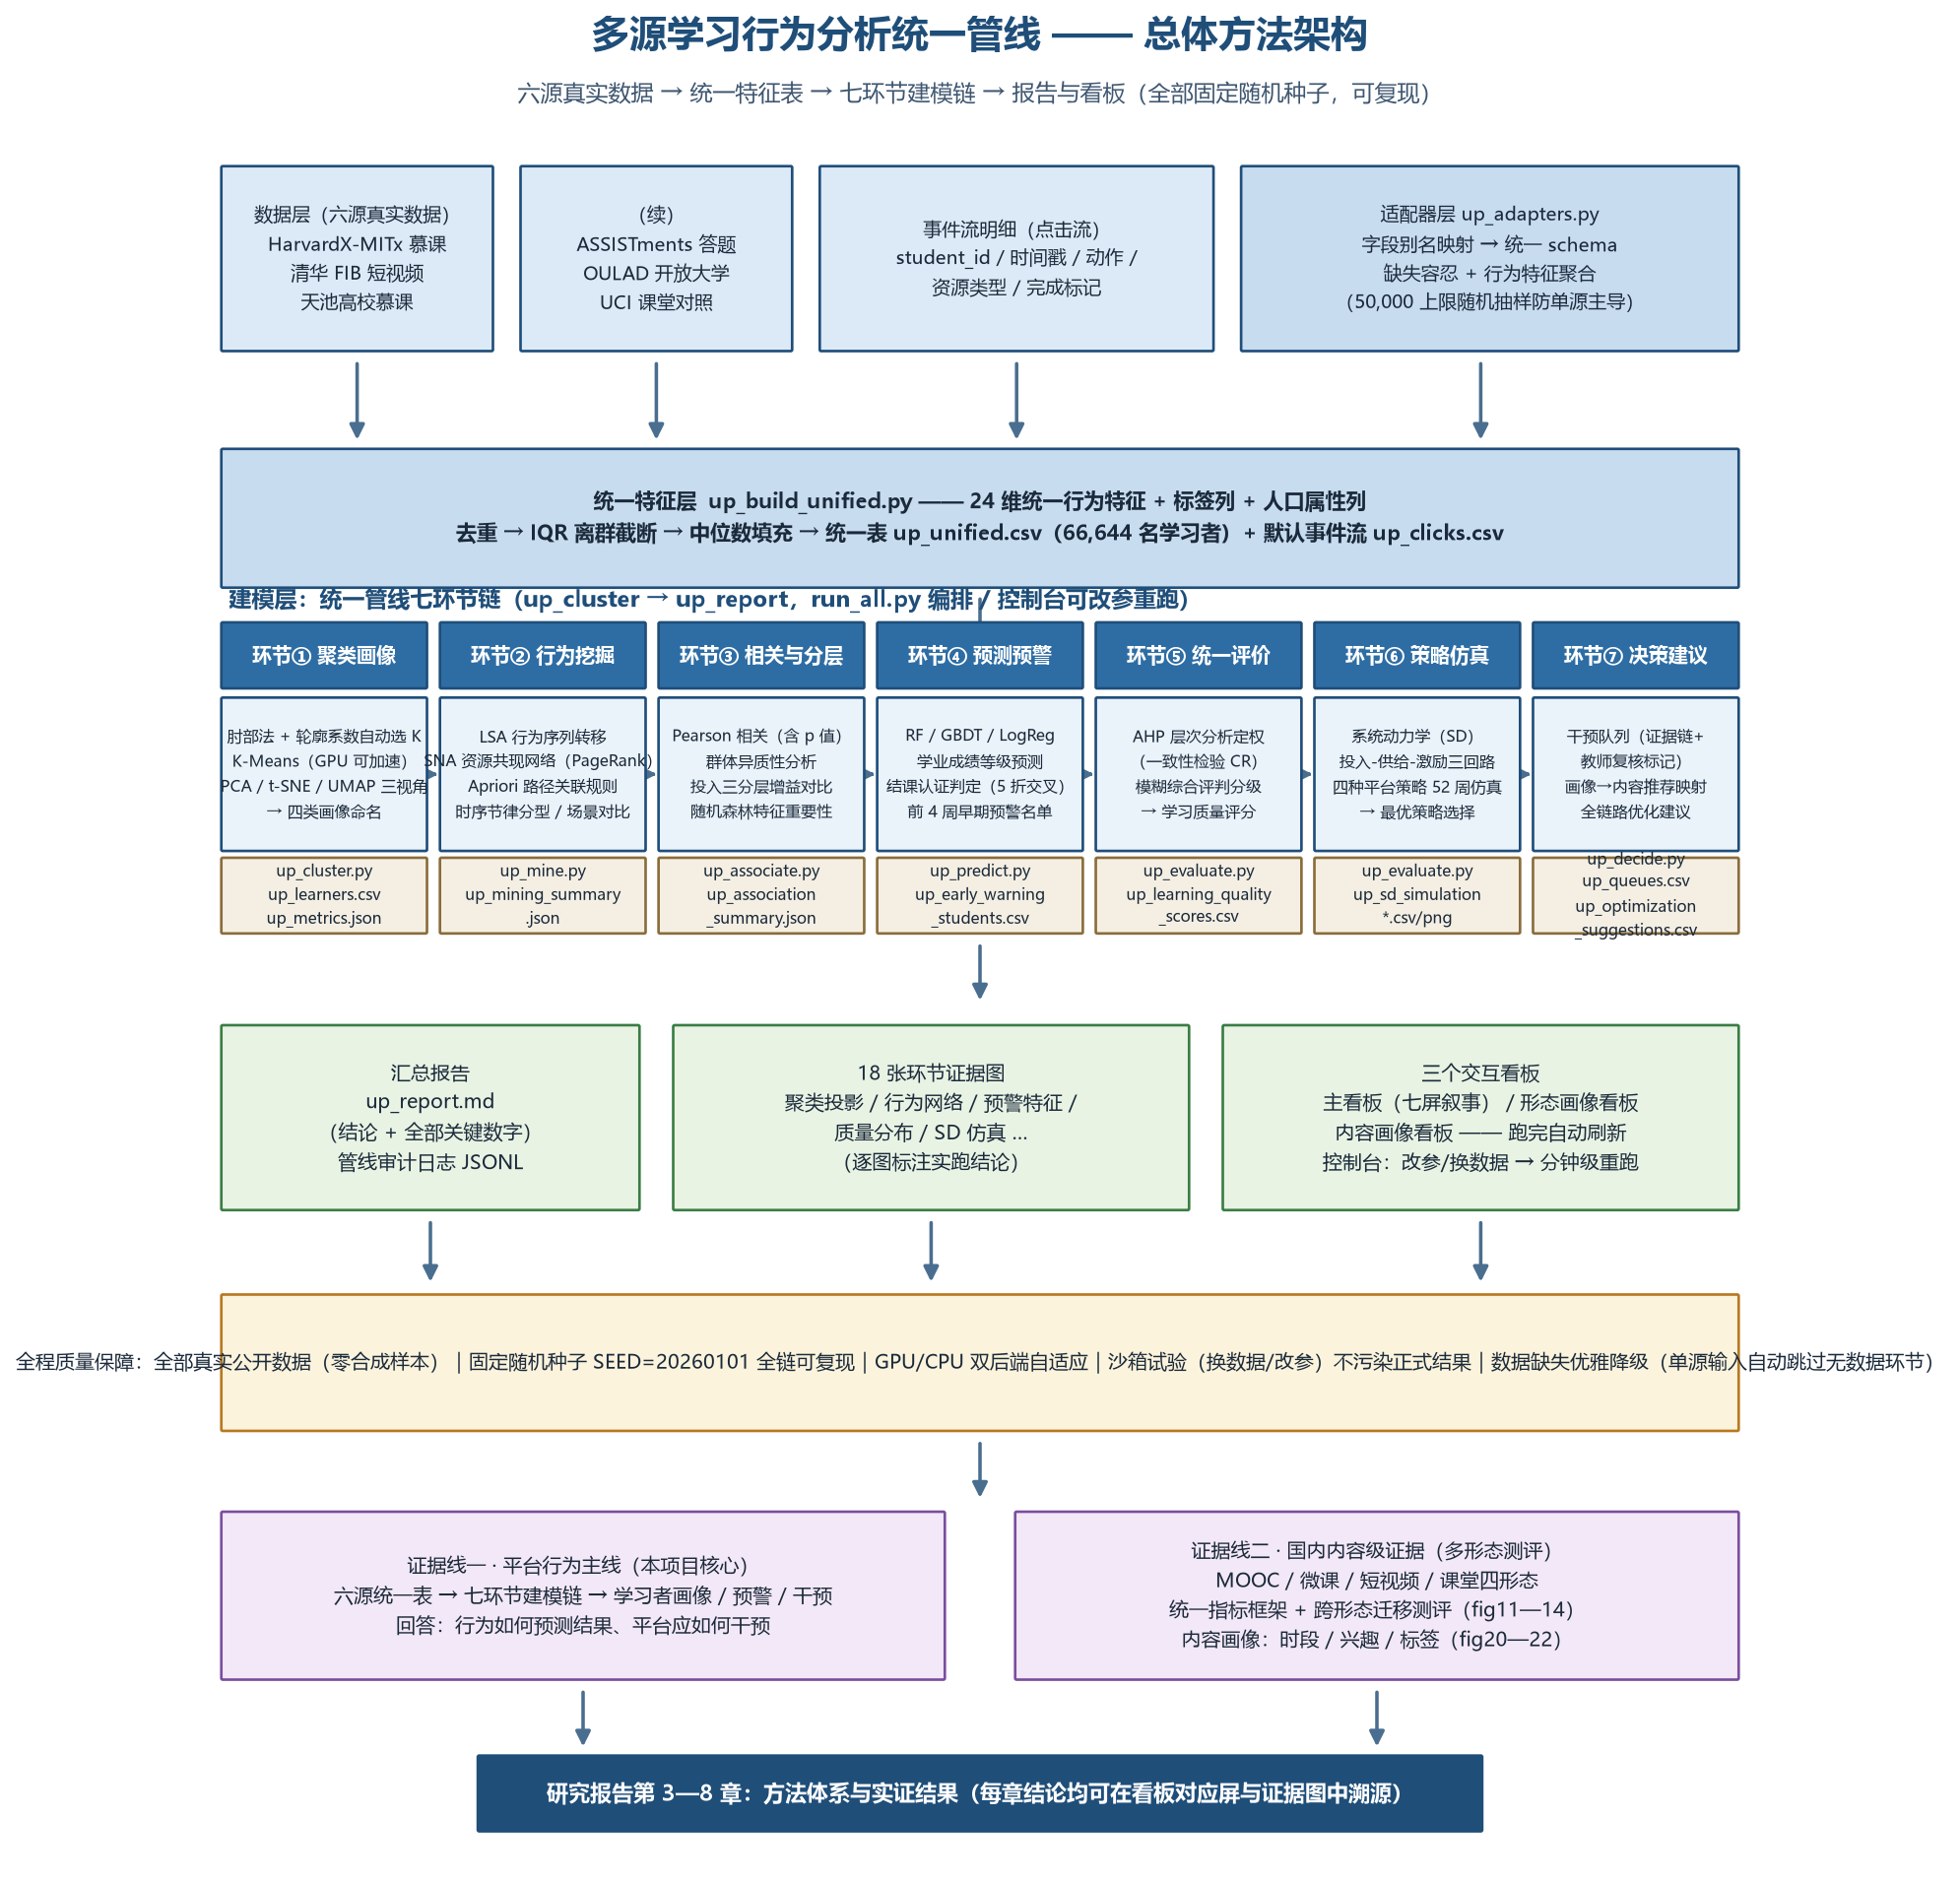 多源学习行为分析统一管线 —— 总体方法架构
六源真实数据 → 统一特征表 → 七环节建模链 → 报告与看板（全部固定随机种子，可复现）
数据层（六源真实数据）
HarvardX-MITx 慕课
清华 FIB 短视频
天池高校慕课
（续）
ASSISTments 答题
OULAD 开放大学
UCI 课堂对照
事件流明细（点击流）
student_id / 时间戳 / 动作 /
资源类型 / 完成标记
适配器层 up_adapters.py
字段别名映射 → 统一 schema
缺失容忍 + 行为特征聚合
（50,000 上限随机抽样防单源主导）
统一特征层  up_build_unified.py —— 24 维统一行为特征 + 标签列 + 人口属性列
去重 → IQR 离群截断 → 中位数填充 → 统一表 up_unified.csv（66,644 名学习者）+ 默认事件流 up_clicks.csv
建模层：统一管线七环节链（up_cluster → up_report，run_all.py 编排 / 控制台可改参重跑）
环节① 聚类画像
肘部法 + 轮廓系数自动选 K
K-Means（GPU 可加速）
PCA / t-SNE / UMAP 三视角
→ 四类画像命名
up_cluster.py
up_learners.csv
up_metrics.json
环节② 行为挖掘
LSA 行为序列转移
SNA 资源共现网络（PageRank）
Apriori 路径关联规则
时序节律分型 / 场景对比
up_mine.py
up_mining_summary
.json
环节③ 相关与分层
Pearson 相关（含 p 值）
群体异质性分析
投入三分层增益对比
随机森林特征重要性
up_associate.py
up_association
_summary.json
环节④ 预测预警
RF / GBDT / LogReg
学业成绩等级预测
结课认证判定（5 折交叉）
前 4 周早期预警名单
up_predict.py
up_early_warning
_students.csv
环节⑤ 统一评价
AHP 层次分析定权
（一致性检验 CR）
模糊综合评判分级
→ 学习质量评分
up_evaluate.py
up_learning_quality
_scores.csv
环节⑥ 策略仿真
系统动力学（SD）
投入-供给-激励三回路
四种平台策略 52 周仿真
→ 最优策略选择
up_evaluate.py
up_sd_simulation
*.csv/png
环节⑦ 决策建议
干预队列（证据链+
教师复核标记）
画像→内容推荐映射
全链路优化建议
up_decide.py
up_queues.csv
up_optimization
_suggestions.csv
汇总报告
up_report.md
（结论 + 全部关键数字）
管线审计日志 JSONL
18 张环节证据图
聚类投影 / 行为网络 / 预警特征 /
质量分布 / SD 仿真 ...
（逐图标注实跑结论）
三个交互看板
主看板（七屏叙事） / 形态画像看板
内容画像看板 —— 跑完自动刷新
控制台：改参/换数据 → 分钟级重跑
全程质量保障：全部真实公开数据（零合成样本） | 固定随机种子 SEED=20260101 全链可复现 | GPU/CPU 双后端自适应 | 沙箱试验（换数据/改参）不污染正式结果 | 数据缺失优雅降级（单源输入自动跳过无数据环节）
证据线一 · 平台行为主线（本项目核心）
六源统一表 → 七环节建模链 → 学习者画像 / 预警 / 干预
回答：行为如何预测结果、平台应如何干预
证据线二 · 国内内容级证据（多形态测评）
MOOC / 微课 / 短视频 / 课堂四形态
统一指标框架 + 跨形态迁移测评（fig11—14）
内容画像：时段 / 兴趣 / 标签（fig20—22）
研究报告第 3—8 章：方法体系与实证结果（每章结论均可在看板对应屏与证据图中溯源）